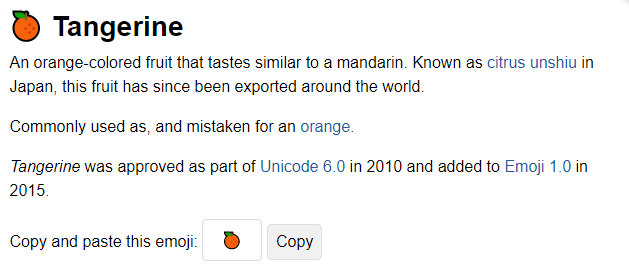 Tangerine
An orange-colored fruit that tastes similar to a mandarin. Known as citrus unshiu in
Japan, this fruit has since been exported around the world.
Commonly used as, and mistaken for an orange.
Tangerine was approved as part of Unicode 6.0 in 2010 and added to Emoji 1.0 in
2015.
Copy and paste this emoji: 🍊 Copy